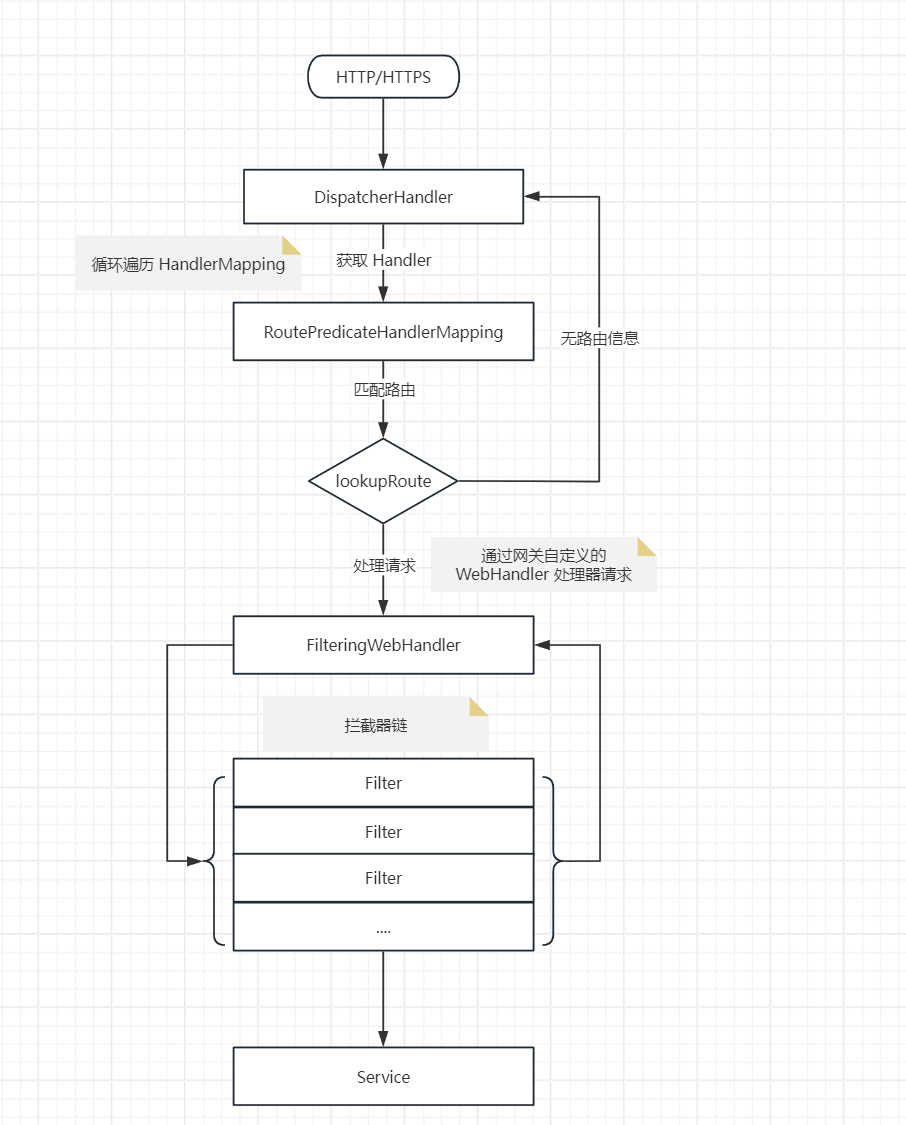 HTTP/HTTPS
DispatcherHandler
循环遍历 HandlerMapping
获取 Handler
RoutePredicateHandlerMapping
无路由信息
匹配路由
lookupRoute
处理请求
通过网关自定义的
WebHandler 处理器请求
FilteringWebHandler
拦截器链
Filter
Filter
Filter
....
Service